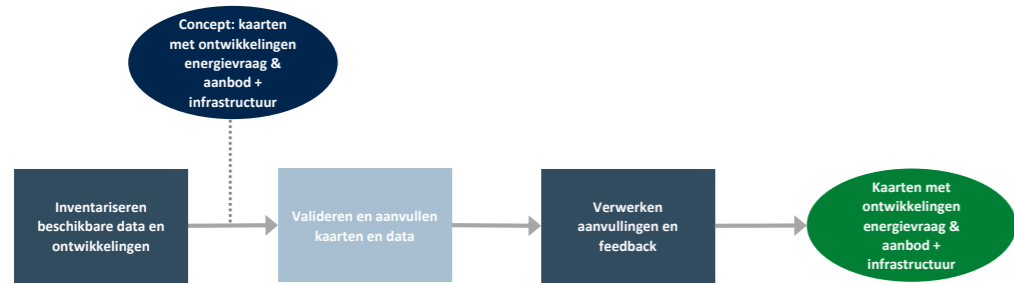 Concept: kaarten
met ontwikkelingen
energievraag &
aanbod +
infrastructuur
Inventariseren
beschikbare data en
ontwikkelingen
Valideren en aanvullen
kaarten en data
Verwerken
aanvullingen en
feedback
Kaarten met
ontwikkelingen
energievraag &
aanbod +
infrastructuur